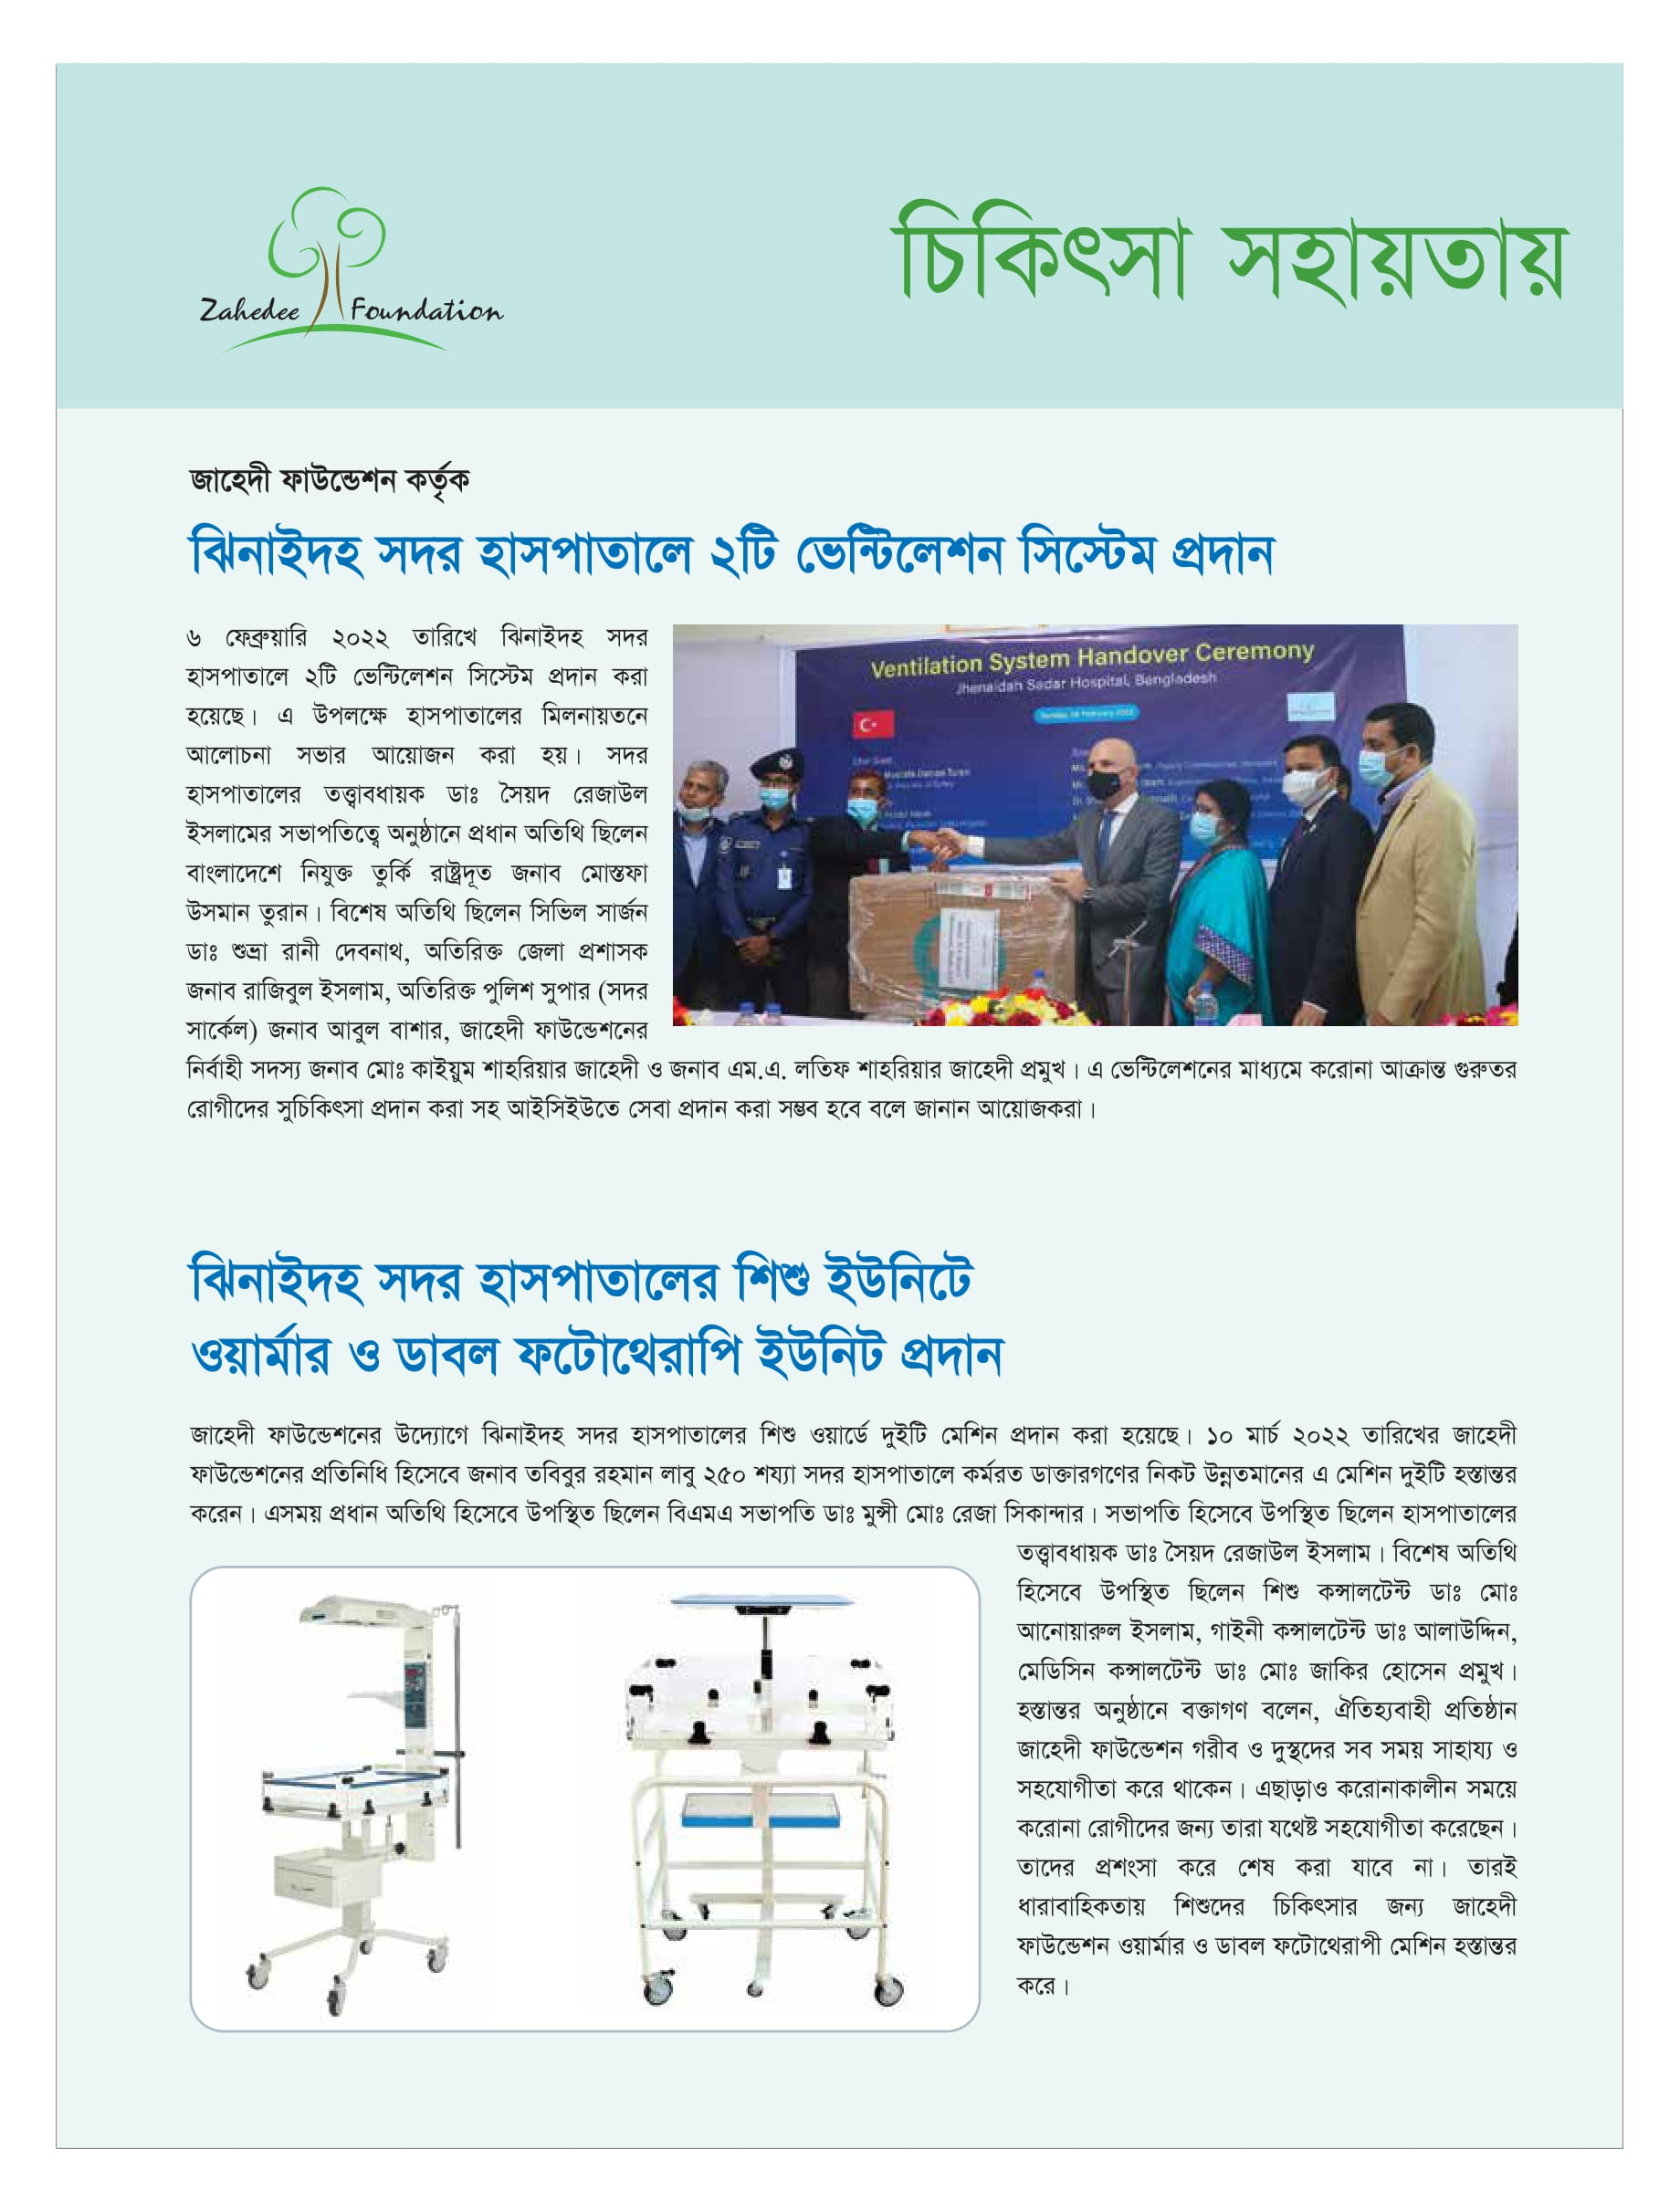 Zahedee Foundation
চিকিৎসা সহায়তায়
জাহেদী ফাউন্ডেশন কর্তৃক
ঝিনাইদহ সদর হাসপাতালে ২টি ভেন্টিলেশন সিস্টেম প্রদান
৬ ফেব্রুয়ারি ২০২২ তারিখে ঝিনাইদহ সদর
হাসপাতালে ২টি ভেন্টিলেশন সিস্টেম প্রদান করা
হয়েছে। এ উপলক্ষে হাসপাতালের মিলনায়তনে
আলোচনা সভার আয়োজন করা হয়। সদর
হাসপাতালের তত্ত্বাবধায়ক ডাঃ সৈয়দ রেজাউল
ইসলামের সভাপতিত্বে অনুষ্ঠানে প্রধান অতিথি ছিলেন
বাংলাদেশে নিযুক্ত তুর্কি রাষ্ট্রদূত জনাব মোস্তফা
উসমান তুরান। বিশেষ অতিথি ছিলেন সিভিল সার্জন
ডাঃ শুভ্রা রানী দেবনাথ, অতিরিক্ত জেলা প্রশাসক
জনাব রাজিবুল ইসলাম, অতিরিক্ত পুলিশ সুপার (সদর
সার্কেল) জনাব আবুল বাশার, জাহেদী ফাউন্ডেশনের
নির্বাহী সদস্য জনাব মোঃ কাইয়ুম শাহরিয়ার জাহেদী ও জনাব এম.এ. লতিফ শাহরিয়ার জাহেদী প্রমুখ। এ ভেন্টিলেশনের মাধ্যমে করোনা আক্রান্ত গুরুতর
রোগীদের সুচিকিৎসা প্রদান করা সহ আইসিইউতে সেবা প্রদান করা সম্ভব হবে বলে জানান আয়োজকরা।
Ventilation System Handover Ceremony
Jhenaidah Sadar Hospital, Bangladesh
Mustafa Osman Turan
ঝিনাইদহ সদর হাসপাতালের শিশু ইউনিটে
ওয়ার্মার ও ডাবল ফটোথেরাপি ইউনিট প্রদান
জাহেদী ফাউন্ডেশনের উদ্যোগে ঝিনাইদহ সদর হাসপাতালের শিশু ওয়ার্ডে দুইটি মেশিন প্রদান করা হয়েছে। ১০ মার্চ ২০২২ তারিখের জাহেদী
ফাউন্ডেশনের প্রতিনিধি হিসেবে জনাব তবিবুর রহমান লাবু ২৫০ শয্যা সদর হাসপাতালে কর্মরত ডাক্তারগণের নিকট উন্নতমানের এ মেশিন দুইটি হস্তান্তর
করেন। এসময় প্রধান অতিথি হিসেবে উপস্থিত ছিলেন বিএমএ সভাপতি ডাঃ মুন্সী মোঃ রেজা সিকান্দার। সভাপতি হিসেবে উপস্থিত ছিলেন হাসপাতালের
তত্ত্বাবধায়ক ডাঃ সৈয়দ রেজাউল ইসলাম। বিশেষ অতিথি
হিসেবে উপস্থিত ছিলেন শিশু কন্সালটেন্ট ডাঃ মোঃ
আনোয়ারুল ইসলাম, গাইনী কন্সালটেন্ট ডাঃ আলাউদ্দিন,
মেডিসিন কন্সালটেন্ট ডাঃ মোঃ জাকির হোসেন প্রমুখ।
হস্তান্তর অনুষ্ঠানে বক্তাগণ বলেন, ঐতিহ্যবাহী প্রতিষ্ঠান
জাহেদী ফাউন্ডেশন গরীব ও দুস্থদের সব সময় সাহায্য ও
সহযোগীতা করে থাকেন। এছাড়াও করোনাকালীন সময়ে
করোনা রোগীদের জন্য তারা যথেষ্ট সহযোগীতা করেছেন।
তাদের প্রশংসা করে শেষ করা যাবে না। তারই
ধারাবাহিকতায় শিশুদের চিকিৎসার জন্য জাহেদী
ফাউন্ডেশন ওয়ার্মার ও ডাবল ফটোথেরাপী মেশিন হস্তান্তর
করে।